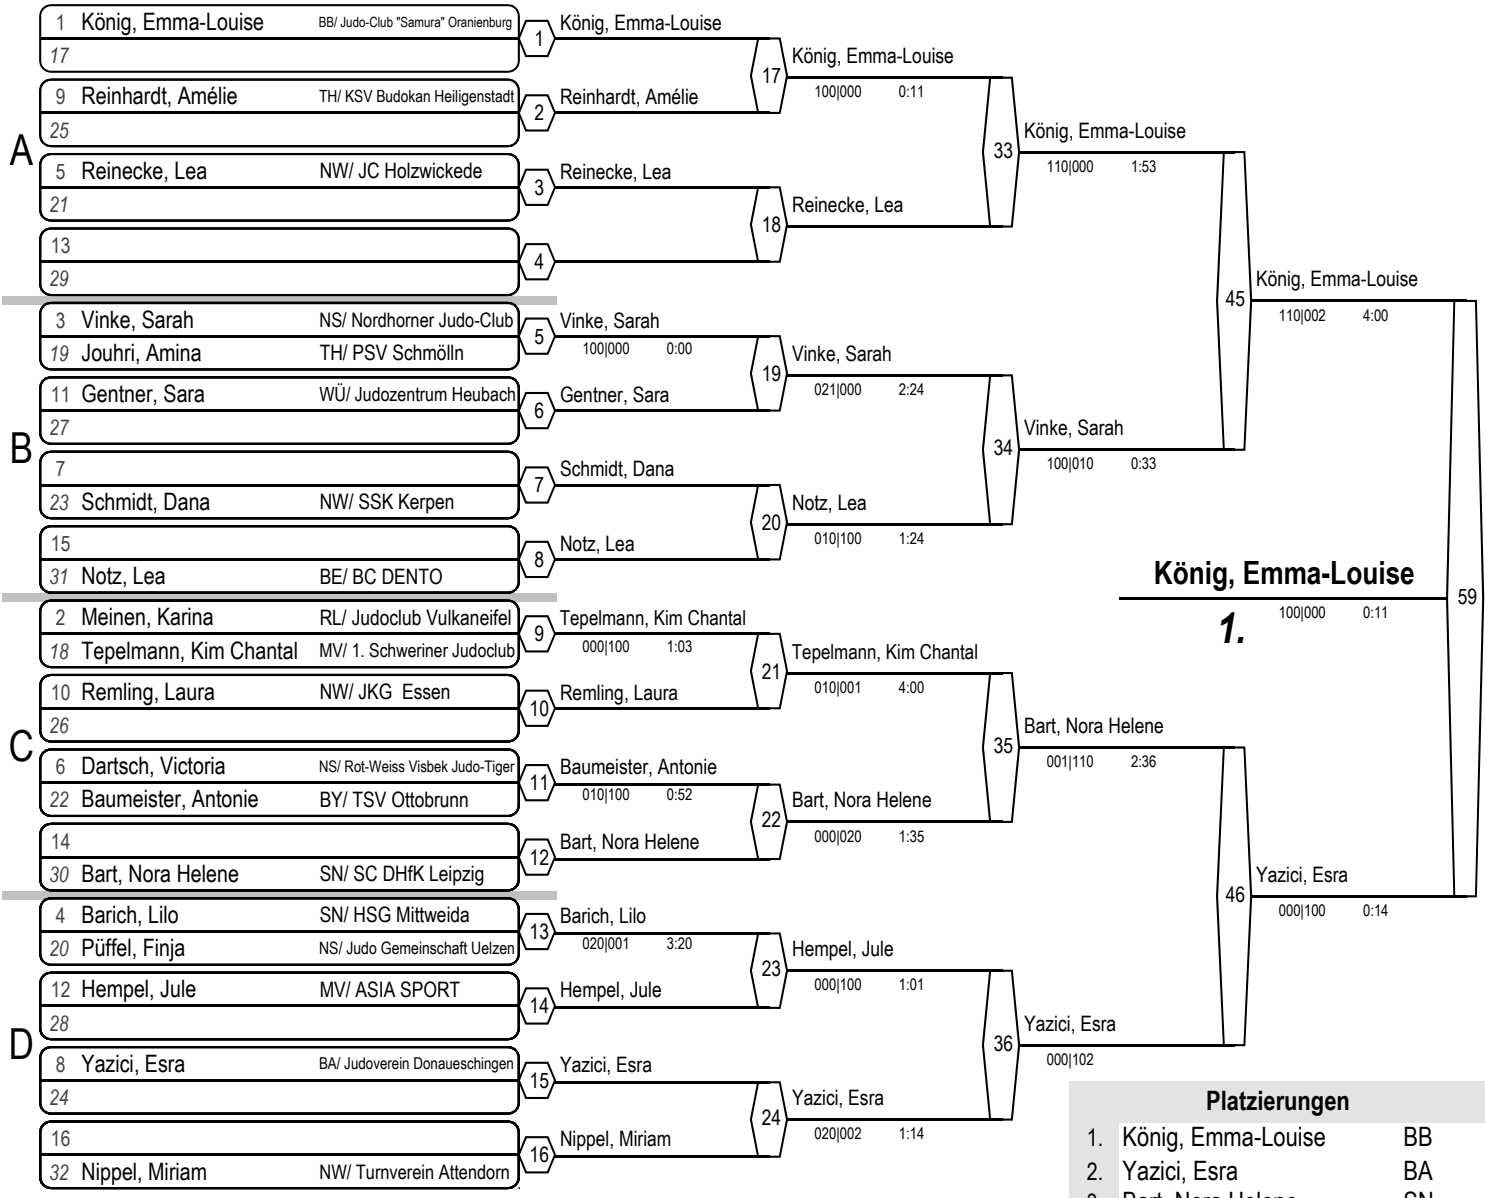 1 König, Emma-Louise BB/ Judo-Club "Samura" Oranienburg
17
1 König, Emma-Louise
9 Reinhardt, Amélie TH/ KSV Budokan Heiligenstadt
25
2 Reinhardt, Amélie
17 König, Emma-Louise
100|000 0:11
A
5 Reinecke, Lea NW/ JC Holzwickede
21
3 Reinecke, Lea
13
29
4
18 Reinecke, Lea
33 König, Emma-Louise
110|000 1:53
3 Vinke, Sarah NS/ Nordhorner Judo-Club
19 Jouhri, Amina TH/ PSV Schmölln
5 Vinke, Sarah
100|000 0:00
11 Gentner, Sara WÜ/ Judozentrum Heubach
27
6 Gentner, Sara
19 Vinke, Sarah
021|000 2:24
B
7
23 Schmidt, Dana NW/ SSK Kerpen
7 Schmidt, Dana
15
31 Notz, Lea BE/ BC DENTO
8 Notz, Lea
20 Notz, Lea
010|100 1:24
34 Vinke, Sarah
100|010 0:33
45 König, Emma-Louise
110|002 4:00
2 Meinen, Karina RL/ Judoclub Vulkaneifel
18 Tepelmann, Kim Chantal MV/ 1. Schweriner Judoclub
9 Tepelmann, Kim Chantal
000|100 1:03
10 Remling, Laura NW/ JKG Essen
26
10 Remling, Laura
21 Tepelmann, Kim Chantal
010|001 4:00
C
6 Dartsch, Victoria NS/ Rot-Weiss Visbek Judo-Tiger
22 Baumeister, Antonie BY/ TSV Ottobrunn
11 Baumeister, Antonie
010|100 0:52
14
30 Bart, Nora Helene SN/ SC DHfK Leipzig
12 Bart, Nora Helene
22 Bart, Nora Helene
000|020 1:35
35 Bart, Nora Helene
001|110 2:36
4 Barich, Lilo SN/ HSG Mittweida
20 Püffel, Finja NS/ Judo Gemeinschaft Uelzen
13 Barich, Lilo
020|001 3:20
12 Hempel, Jule MV/ ASIA SPORT
28
14 Hempel, Jule
23 Hempel, Jule
000|100 1:01
D
8 Yazici, Esra BA/ Judoverein Donaueschingen
24
15 Yazici, Esra
16
32 Nippel, Miriam NW/ Turnverein Attendorn
16 Nippel, Miriam
24 Yazici, Esra
020|002 1:14
36 Yazici, Esra
000|102
46 Yazici, Esra
000|100 0:14
59
König, Emma-Louise
1. 100|000 0:11
Platzierungen
1. König, Emma-Louise BB
2. Yazici, Esra BA
3. Bart, Nora Helene SN